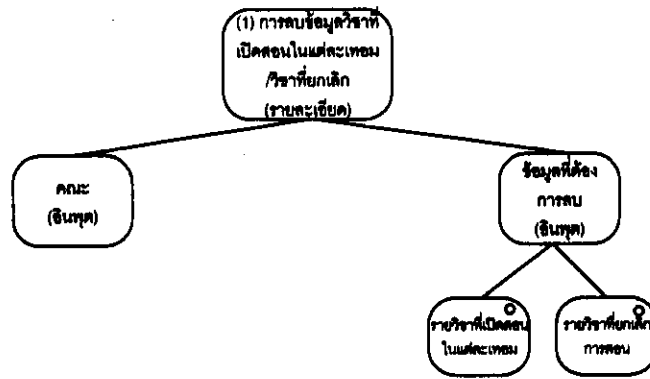 (1) การลบข้อมูลวิชาที่
เปิดสอนในแต่ละเทอม
/วิชาที่ยกเลิก
(รายละเอียด)
คณะ
(อินพุต)
ข้อมูลที่ต้อง
การลบ
(อินพุต)
รายวิชาที่เปิดสอน
ในแต่ละเทอม
รายวิชาที่ยกเลิก
การสอน